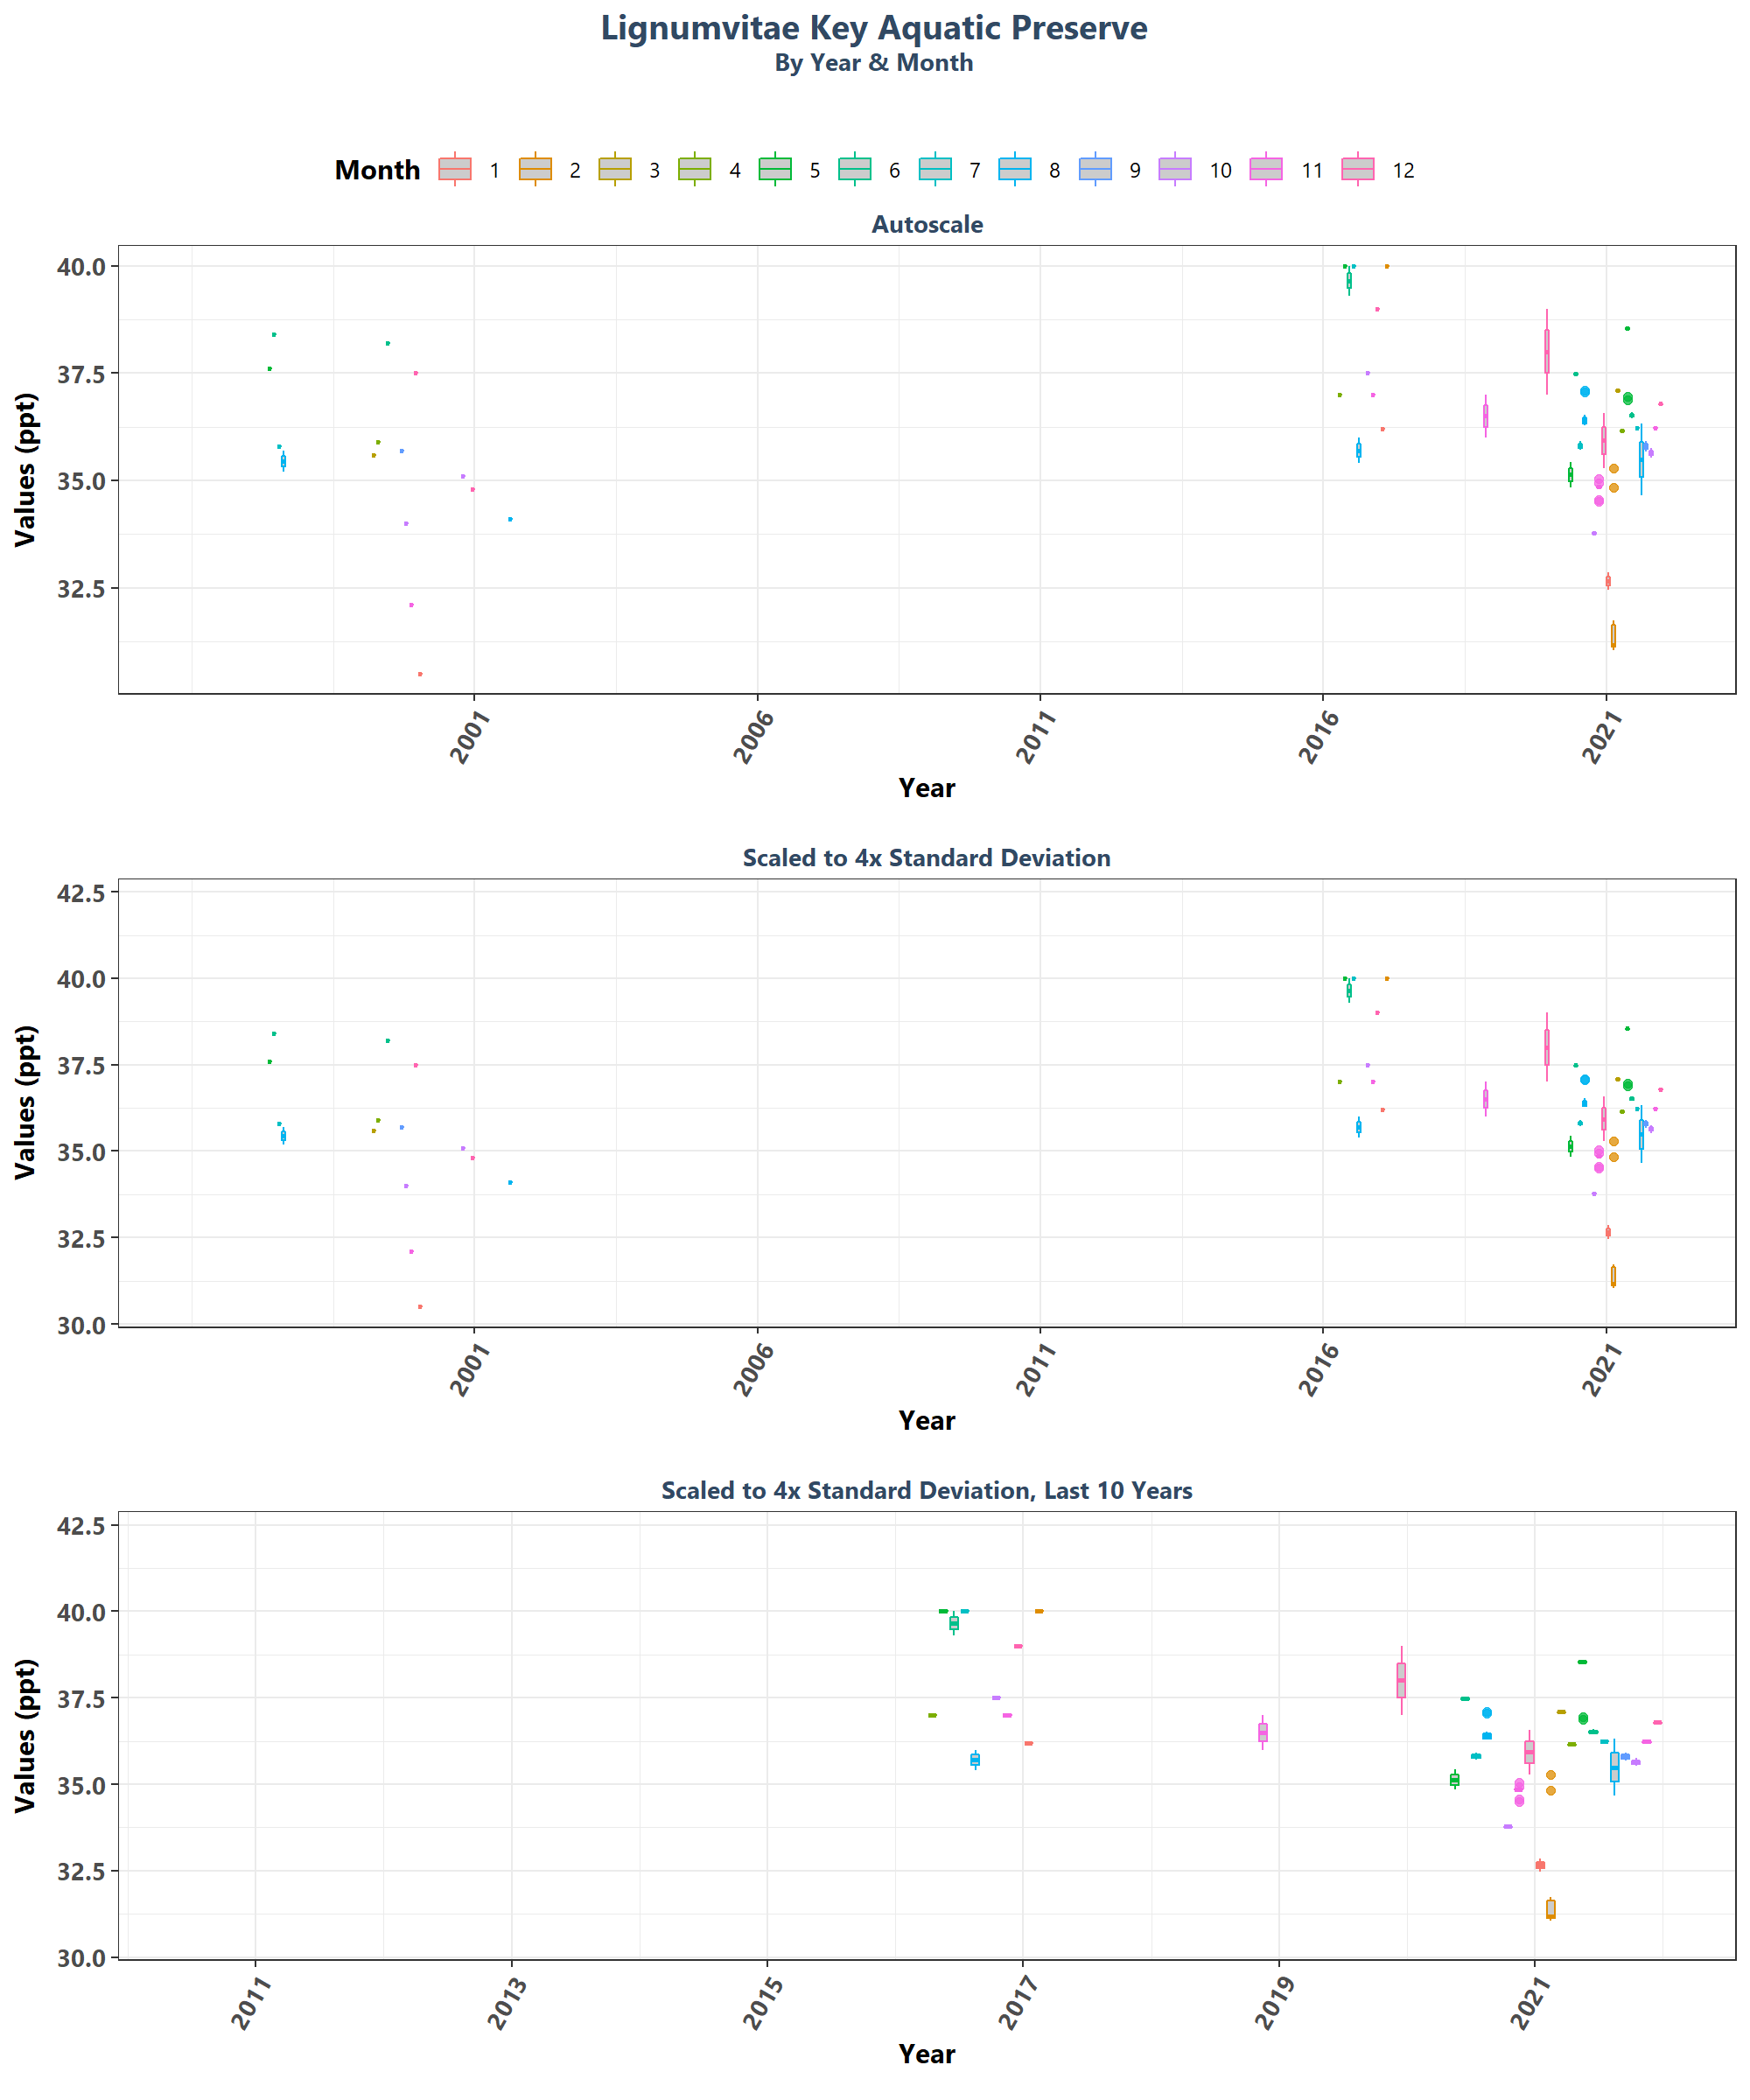 Lignumvitae Key Aquatic Preserve
By Year & Month
Month 1 2 3 4 5 6 7 8 9 10 11 12
Autoscale
40.0
37.5
35.0
32.5
Values (ppt)
2001 2006 2011 2016 2021
Year
Scaled to 4x Standard Deviation
42.5
40.0
37.5
35.0
32.5
30.0
Values (ppt)
2001 2006 2011 2016 2021
Year
Scaled to 4x Standard Deviation, Last 10 Years
42.5
40.0
37.5
35.0
32.5
30.0
Values (ppt)
2011 2013 2015 2017 2019 2021
Year